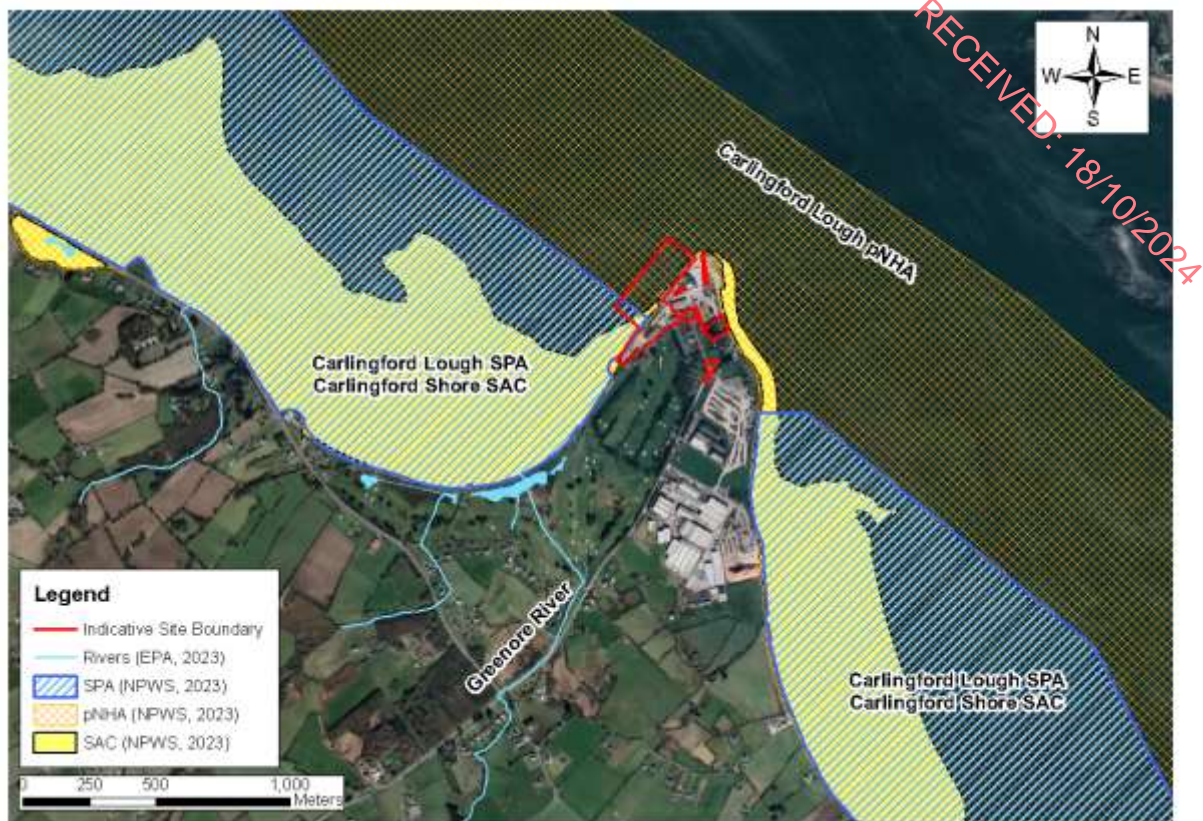 RECEIVED: 18/10/2024
N
W E
S
Carlingford Lough pNHA
Carlingford Lough SPA
Carlingford Shore SAC
Greenore River
Carlingford Lough SPA
Carlingford Shore SAC
Legend
Indicative Site Boundary
Rivers (EPA, 2023)
SPA (NPWS, 2023)
pNHA (NPWS, 2023)
SAC (NPWS, 2023)
0 250 500 1,000
Meters